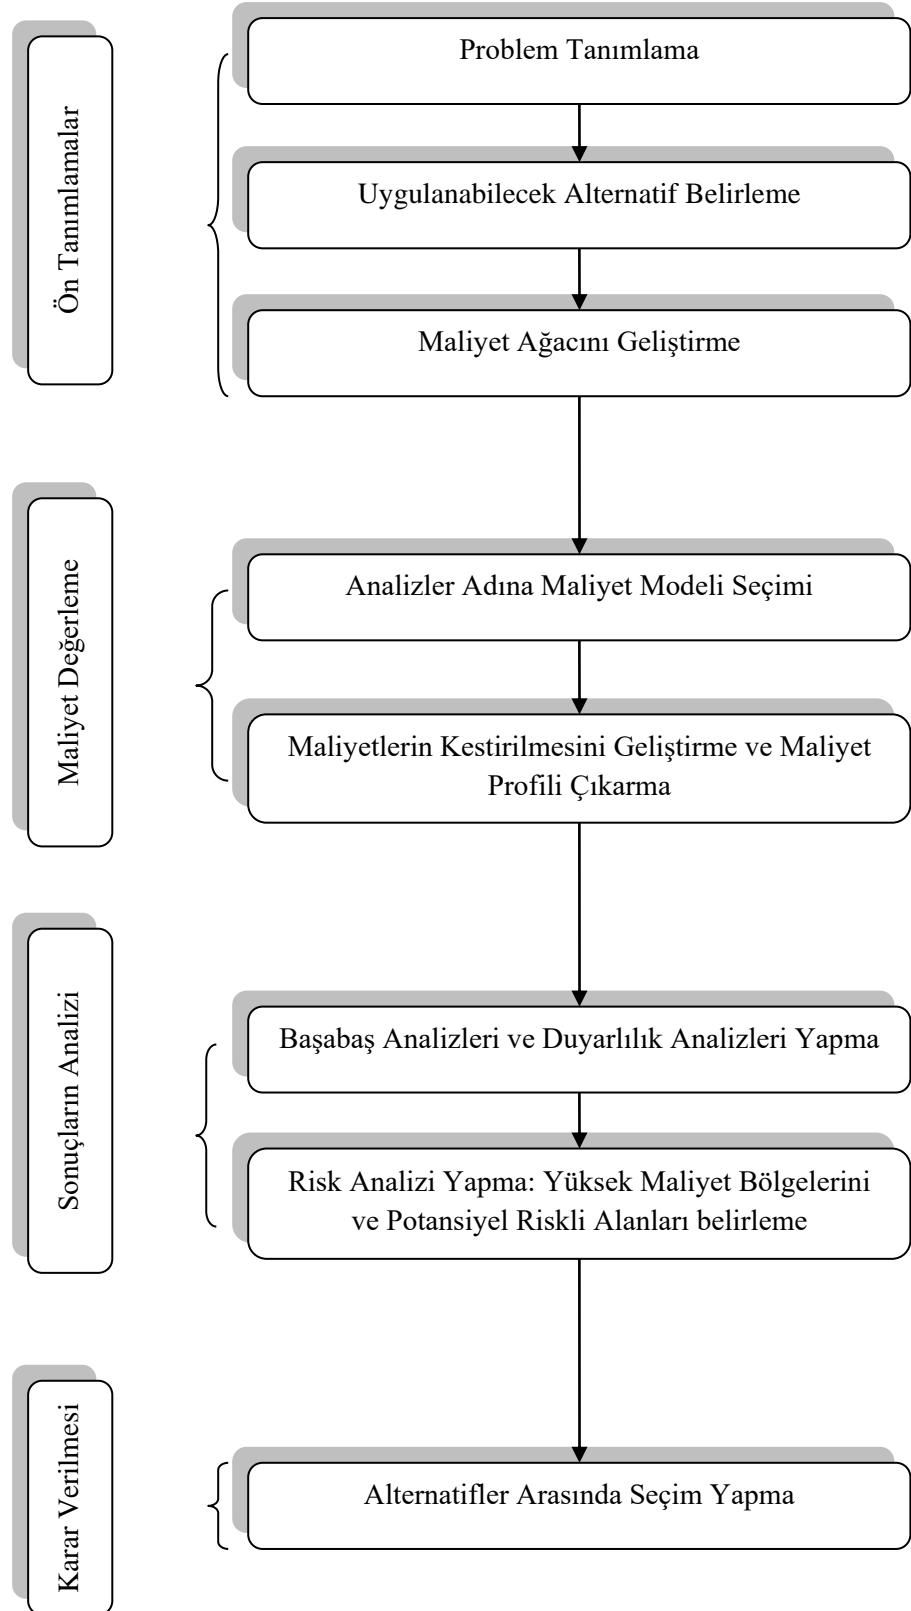 Ön Tanımlamalar
Problem Tanımlama
Uygulanabilecek Alternatif Belirleme
Maliyet Ağacını Geliştirme
Maliyet Değerleme
Analizler Adına Maliyet Modeli Seçimi
Maliyetlerin Kestirilmesini Geliştirme ve Maliyet
Profili Çıkarma
Sonuçların Analizi
Başabaş Analizleri ve Duyarlılık Analizleri Yapma
Risk Analizi Yapma: Yüksek Maliyet Bölgelerini
ve Potansiyel Riskli Alanları belirleme
Karar Verilmesi
Alternatifler Arasında Seçim Yapma